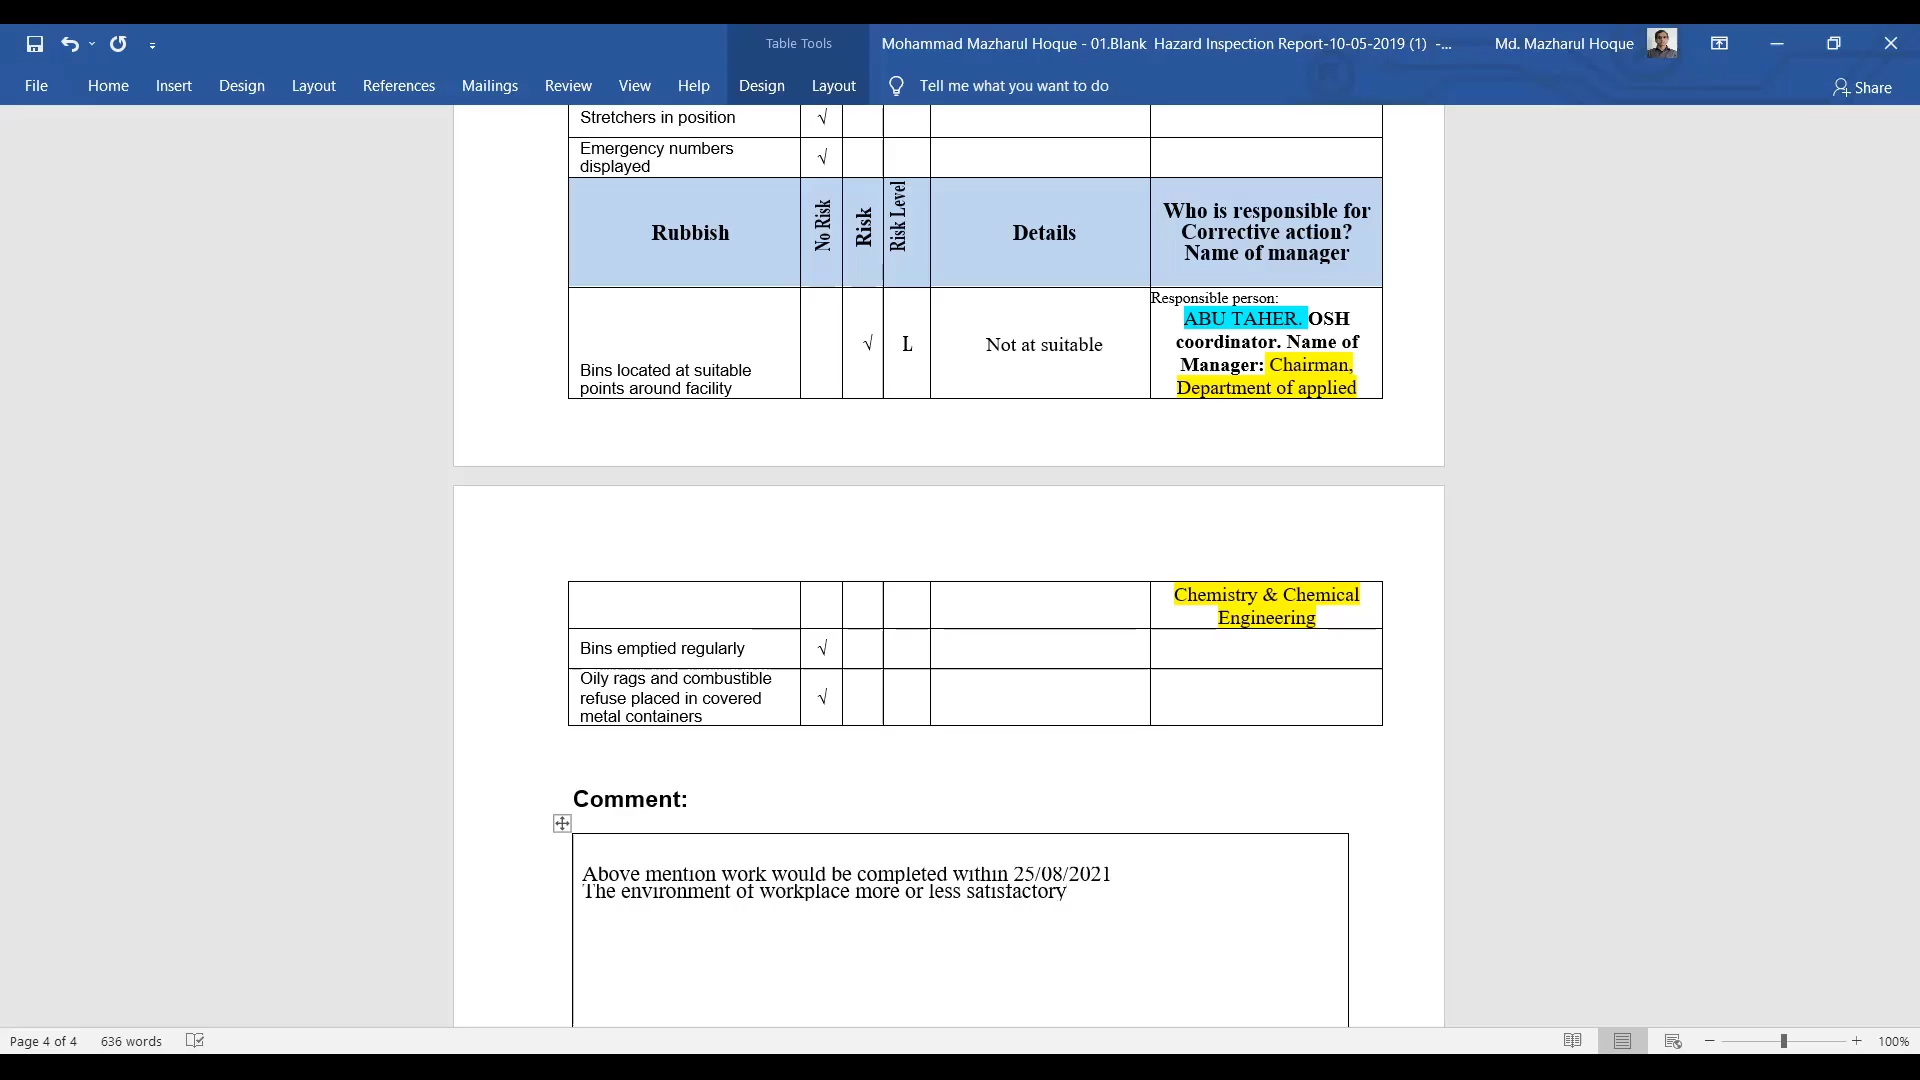 Table Tools
Mohammad Mazharul Hoque - 01.Blank  Hazard Inspection Report-10-05-2019 (1)  -...
Md. Mazharul Hoque
File Home Insert Design Layout References Mailings Review View Help Design Layout Tell me what you want to do
Share
Stretchers in position √
Emergency numbers
displayed
√
Rubbish
No Risk
Risk
Risk Level
Details
Who is responsible for
Corrective action?
Name of manager
Bins located at suitable
points around facility
√
L
Not at suitable
Responsible person:
ABU TAHER. OSH
coordinator. Name of
Manager: Chairman,
Department of applied
Chemistry & Chemical
Engineering
Bins emptied regularly √
Oily rags and combustible
refuse placed in covered
metal containers
√
Comment:
Above mention work would be completed within 25/08/2021
The environment of workplace more or less satisfactory
Page 4 of 4 636 words
100%